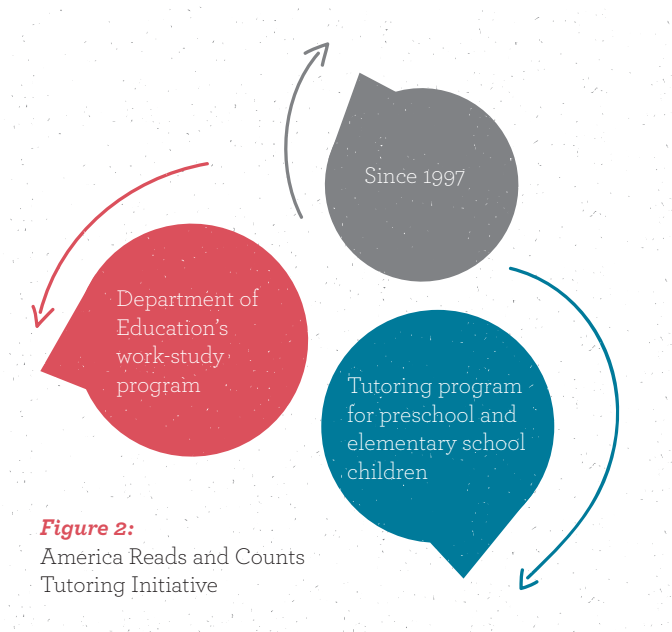 Since 1997
Department of
Education's
work-study
program
Tutoring program
for preschool and
elementary school
children
Figure 2:
America Reads and Counts
Tutoring Initiative